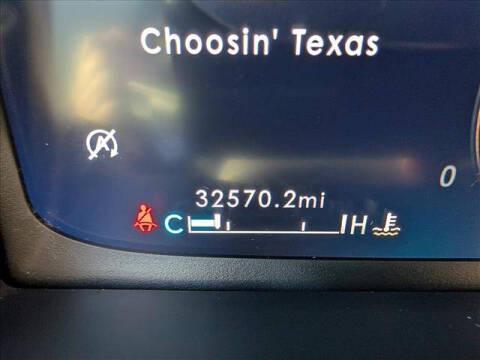 Choosin' Texas
A
0
32570.2mi
C H